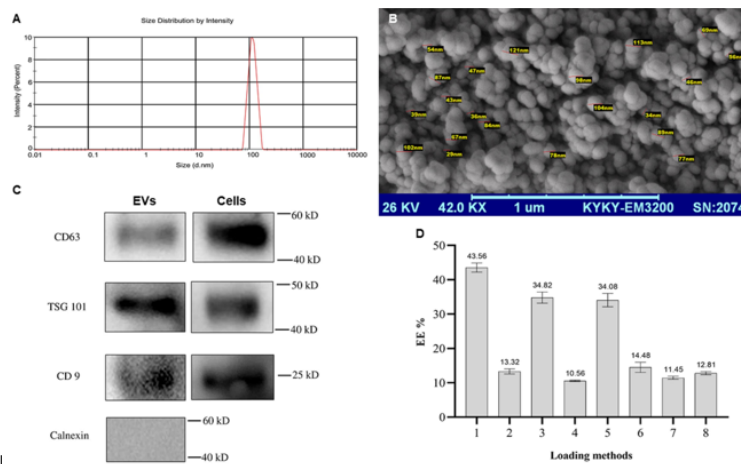 A
Size Distribution by Intensity
Intensity (Percent)
10
8
6
4
2
0
0.01 0.1 1 10 100 1000 10000
Size (d.nm)
B
69nm
113nm
54nm
121nm
56nm
47nm
87nm
98nm
46nm
43nm
104nm
39nm
36nm
34nm
64nm
67nm
89nm
102nm
29nm
78nm
77nm
26 KV 42.0 KX 1 um KYKY-EM3200 SN:2074
C
EVs Cells
CD63
60 kD
40 kD
TSG 101
50 kD
40 kD
CD 9
25 kD
Calnexin
60 kD
40 kD
D
EE %
50
40
30
20
10
0
43.56
13.32
34.82
10.56
34.08
14.48
11.45
12.81
1 2 3 4 5 6 7 8
Loading methods